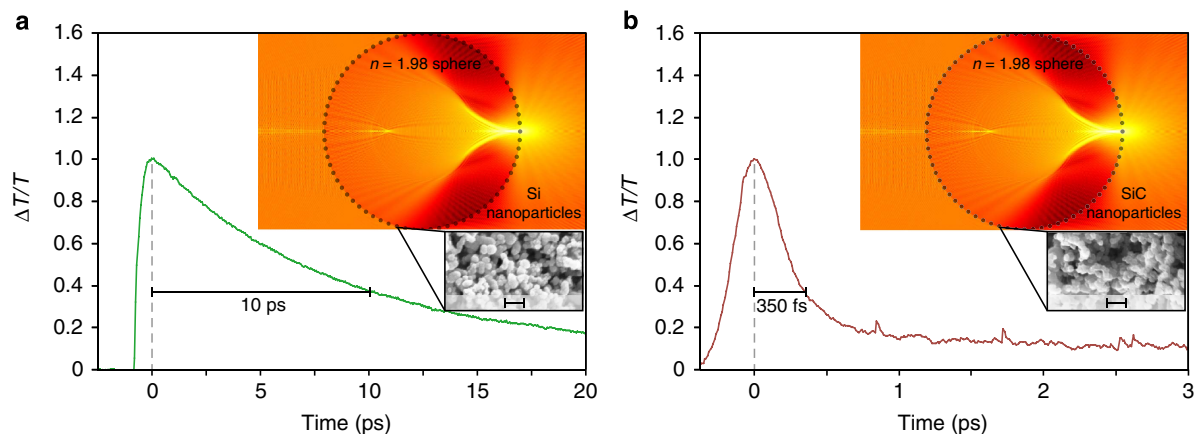 a
1.6
1.4
1.2
1.0
0.8
0.6
0.4
0.2
0
ΔT/T
n = 1.98 sphere
Si
nanoparticles
10 ps
0
5
10
15
20
Time (ps)
b
1.6
1.4
1.2
1.0
0.8
0.6
0.4
0.2
0
ΔT/T
n = 1.98 sphere
SiC
nanoparticles
350 fs
0
1
2
3
Time (ps)